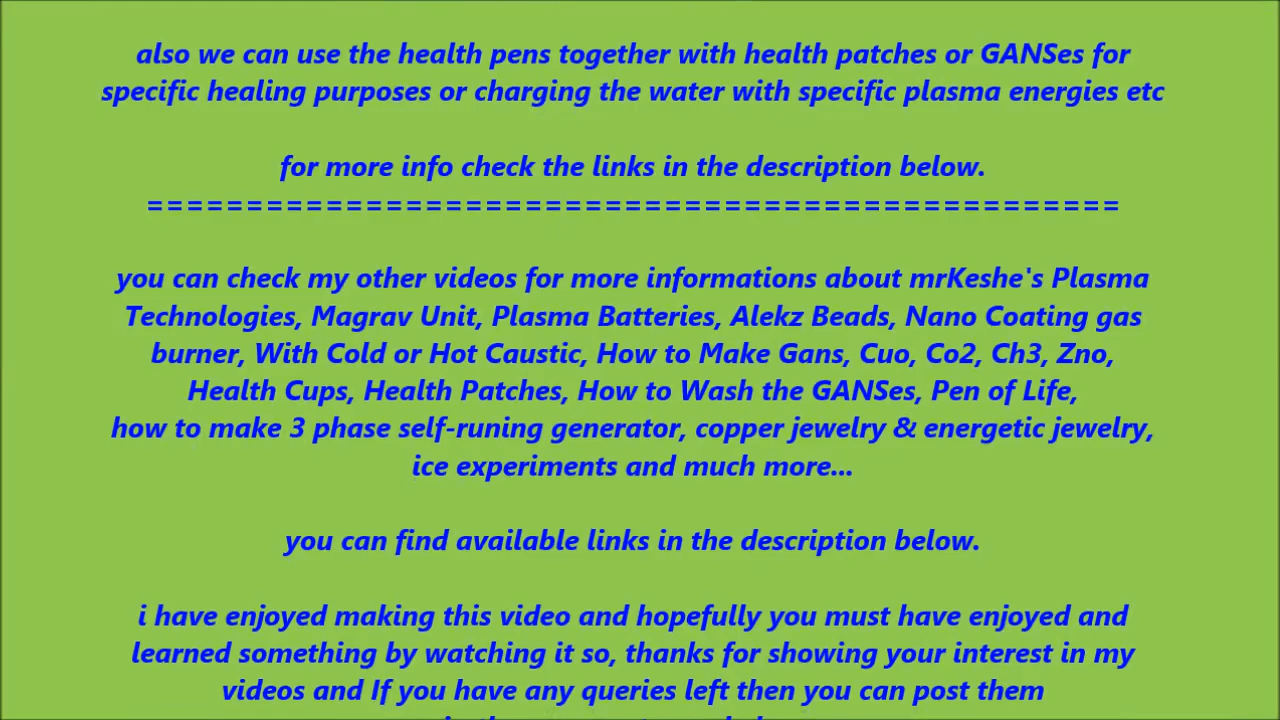 also we can use the health pens together with health patches or GANSes for
specific healing purposes or charging the water with specific plasma energies etc
for more info check the links in the description below.
=================================================
you can check my other videos for more informations about mrKeshe's Plasma
Technologies, Magrav Unit, Plasma Batteries, Alekz Beads, Nano Coating gas
burner, With Cold or Hot Caustic, How to Make Gans, Cuo, Co2, Ch3, Zno,
Health Cups, Health Patches, How to Wash the GANSes, Pen of Life,
how to make 3 phase self-runing generator, copper jewelry & energetic jewelry,
ice experiments and much more...
you can find available links in the description below.
i have enjoyed making this video and hopefully you must have enjoyed and
learned something by watching it so, thanks for showing your interest in my
videos and If you have any queries left then you can post them